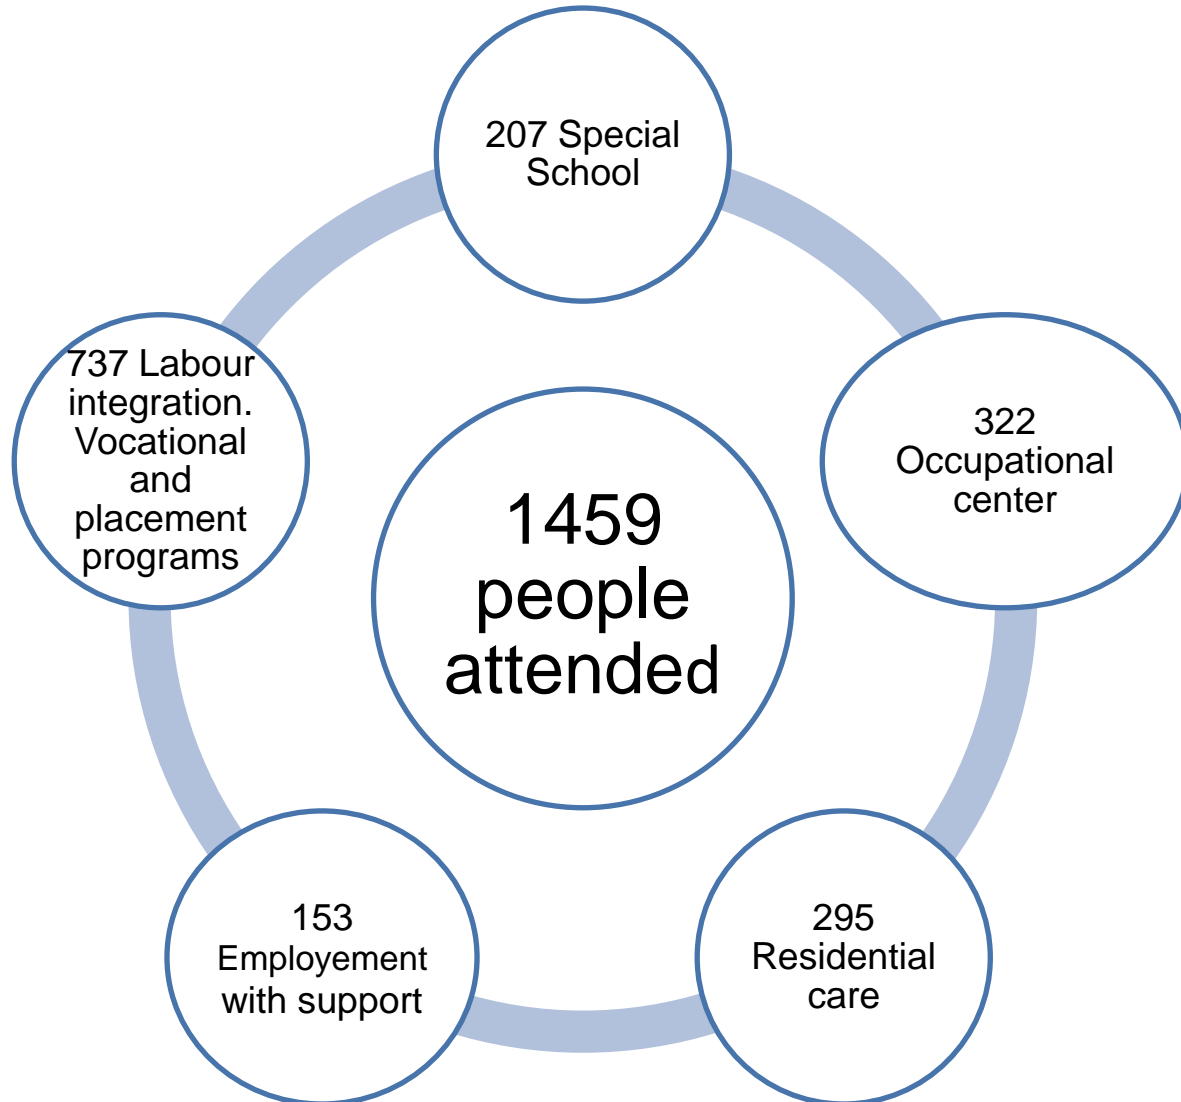 207 Special
School
322
Occupational
center
295
Residential
care
153
Employement
with support
737 Labour
integration.
Vocational
and
placement
programs
1459
people
attended